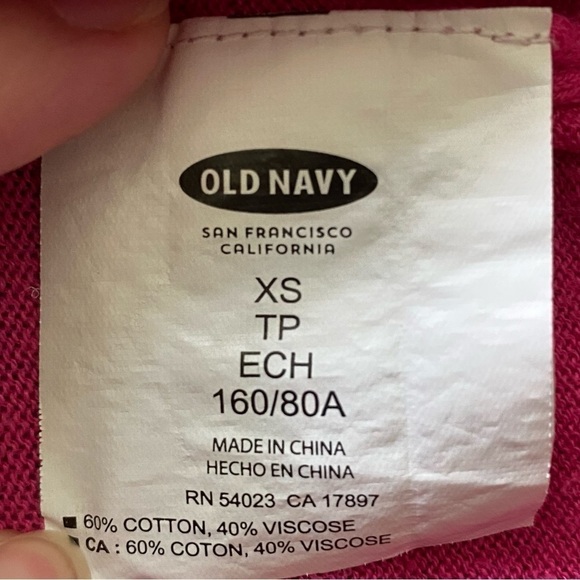 OLD NAVY
SAN FRANCISCO
CALIFORNIA
XS
TP
ECH
160/80A
MADE IN CHINA
HECHO EN CHINA
RN 54023 CA 17897
60% COTTON, 40% VISCOSE
CA : 60% COTON, 40% VISCOSE